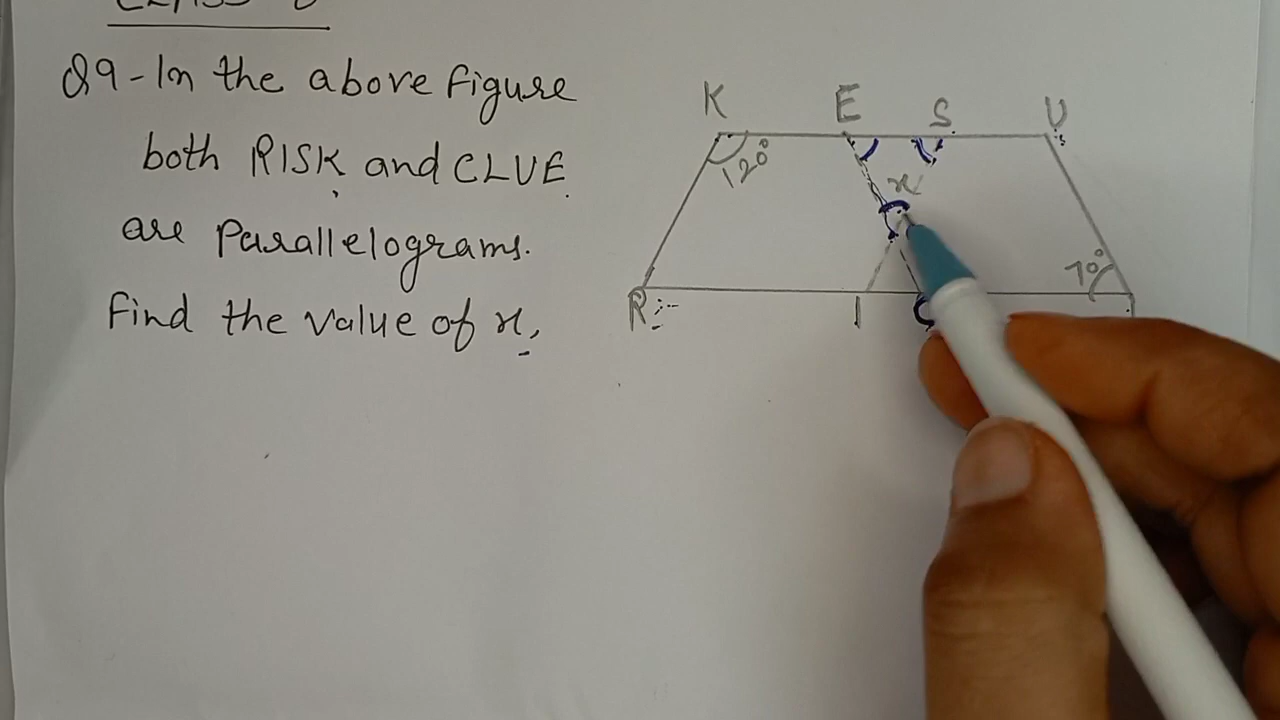 Q9-In the above figure
both RISK and CLUE
are Parallelograms.
Find the value of x.
K E S U
120°
x
70°
R I C